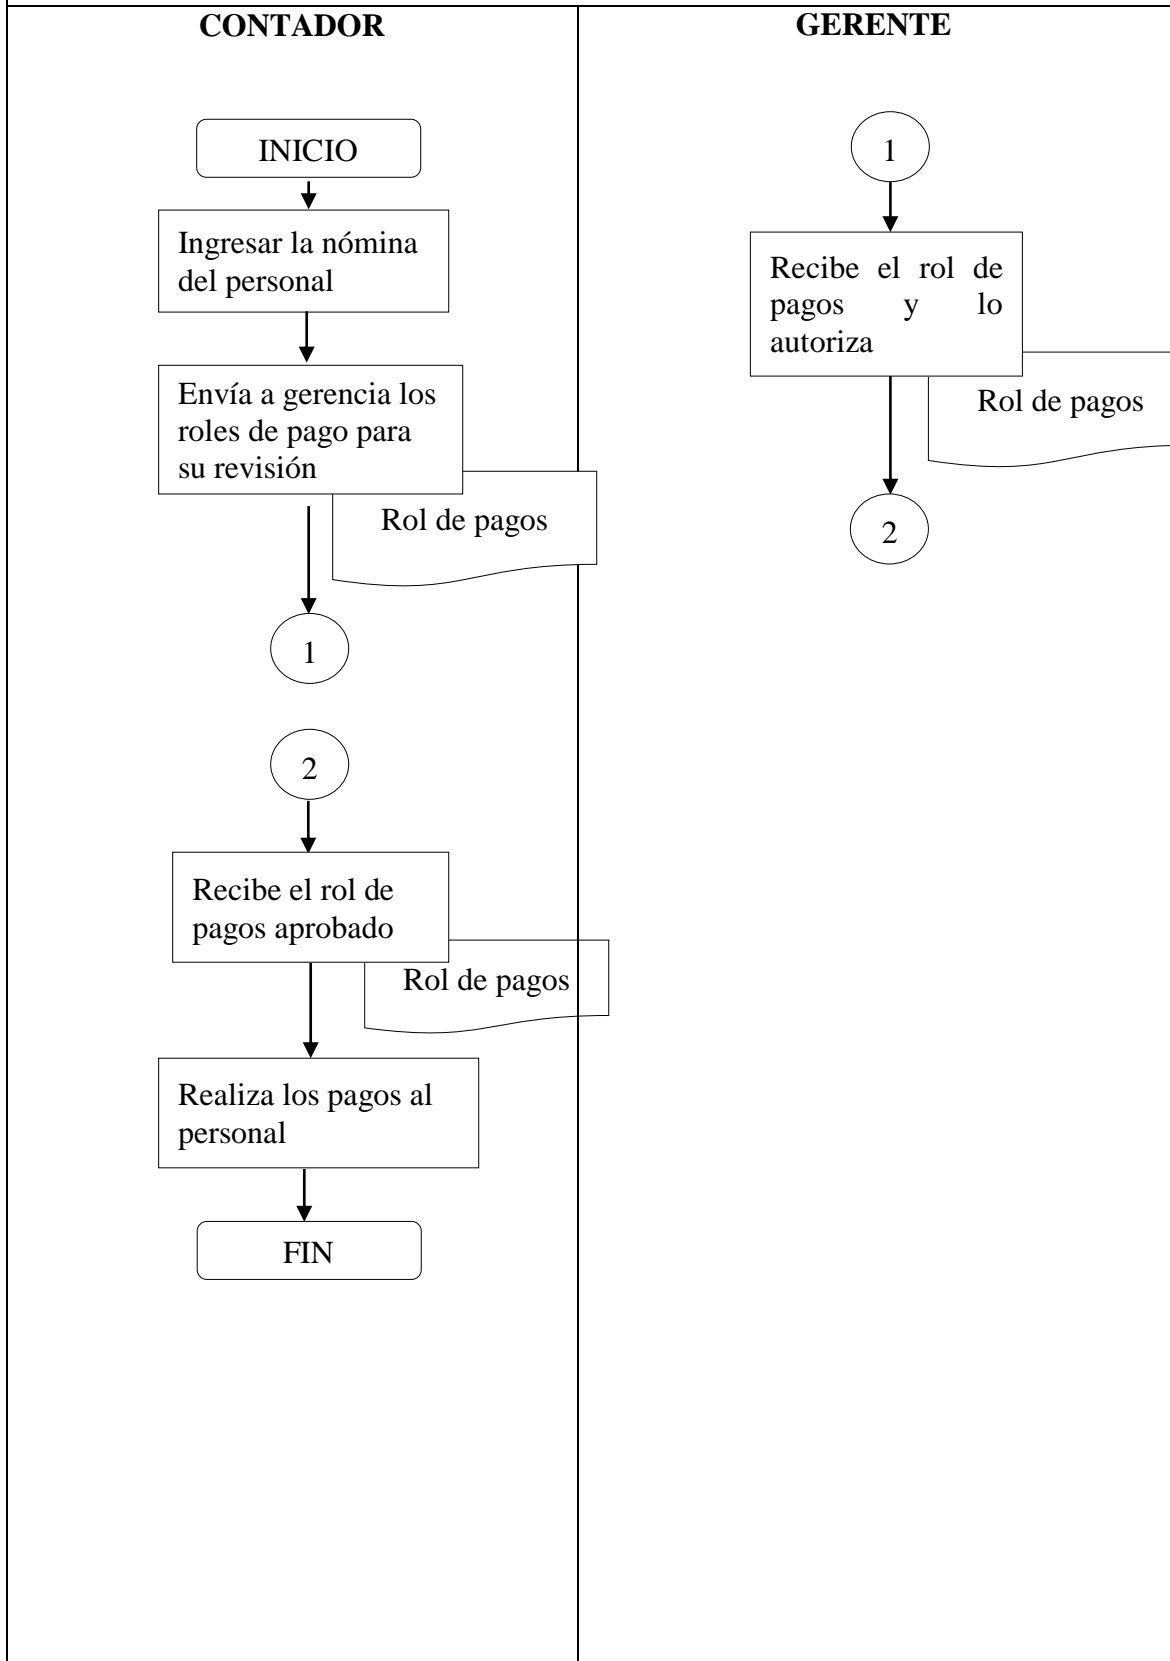 CONTADOR
GERENTE
INICIO
Ingresar la nómina
del personal
Envía a gerencia los
roles de pago para
su revisión
Rol de pagos
1
2
Recibe el rol de
pagos aprobado
Rol de pagos
Realiza los pagos al
personal
FIN
1
Recibe el rol de
pagos y lo
autoriza
Rol de pagos
2